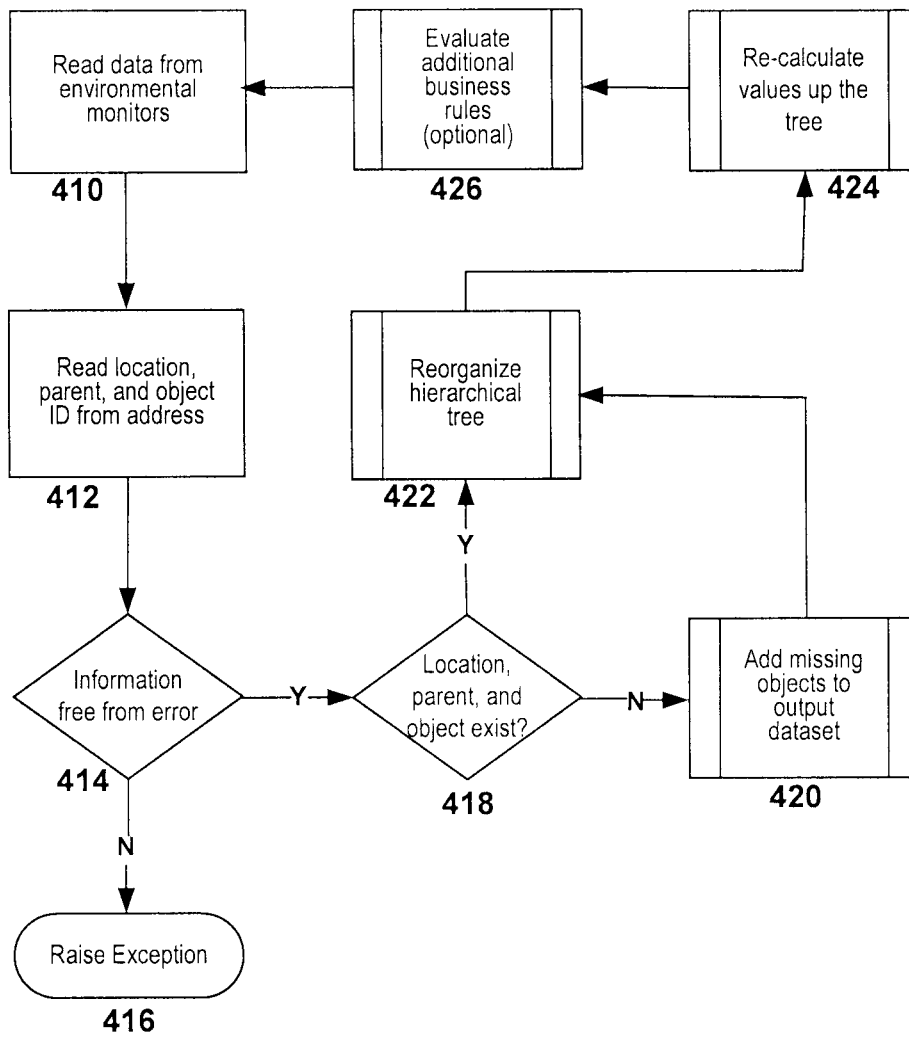 Read data from
environmental
monitors
410
Evaluate
additional
business
rules
(optional)
426
Re-calculate
values up the
tree
424
Read location,
parent, and object
ID from address
412
Reorganize
hierarchical
tree
422
Y
Information
free from error
414
Y
Location,
parent, and
object exist?
418
N
Add missing
objects to
output
dataset
420
N
Raise Exception
416